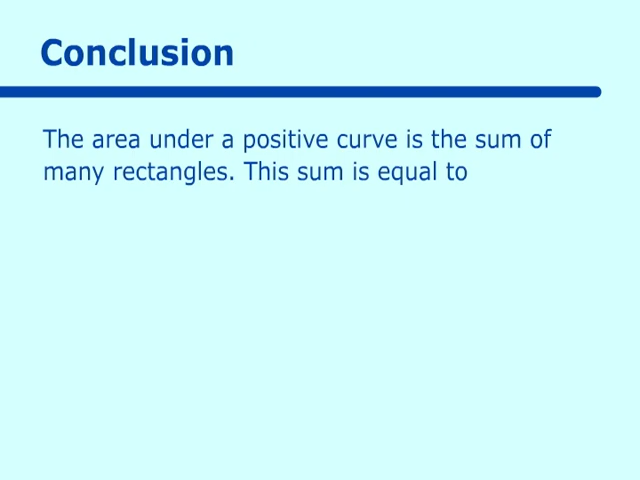 Conclusion
The area under a positive curve is the sum of
many rectangles. This sum is equal to